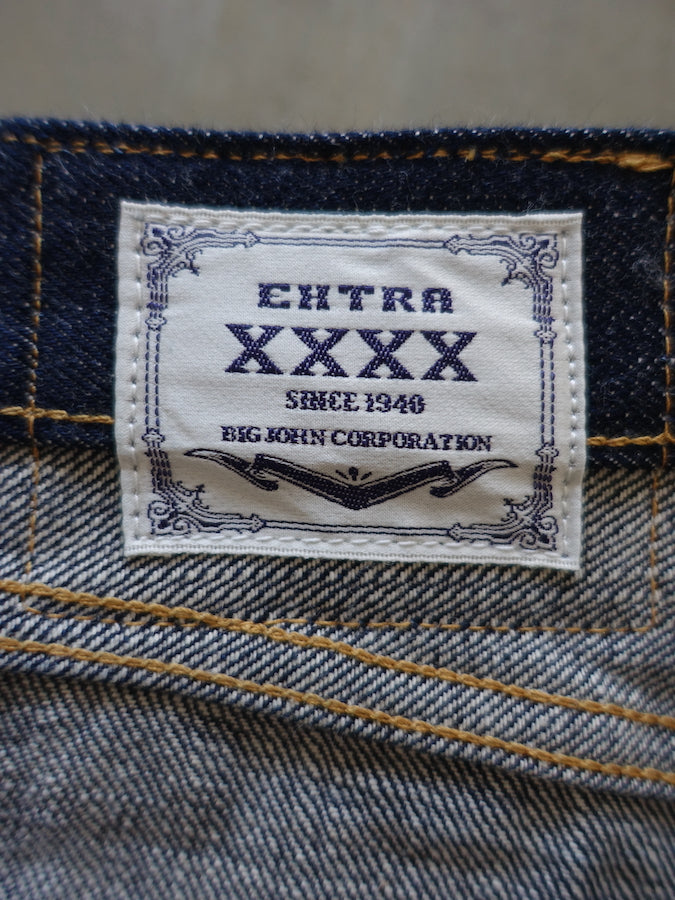 EXTRA
XXXX
SINCE 1940
BIG JOHN CORPORATION